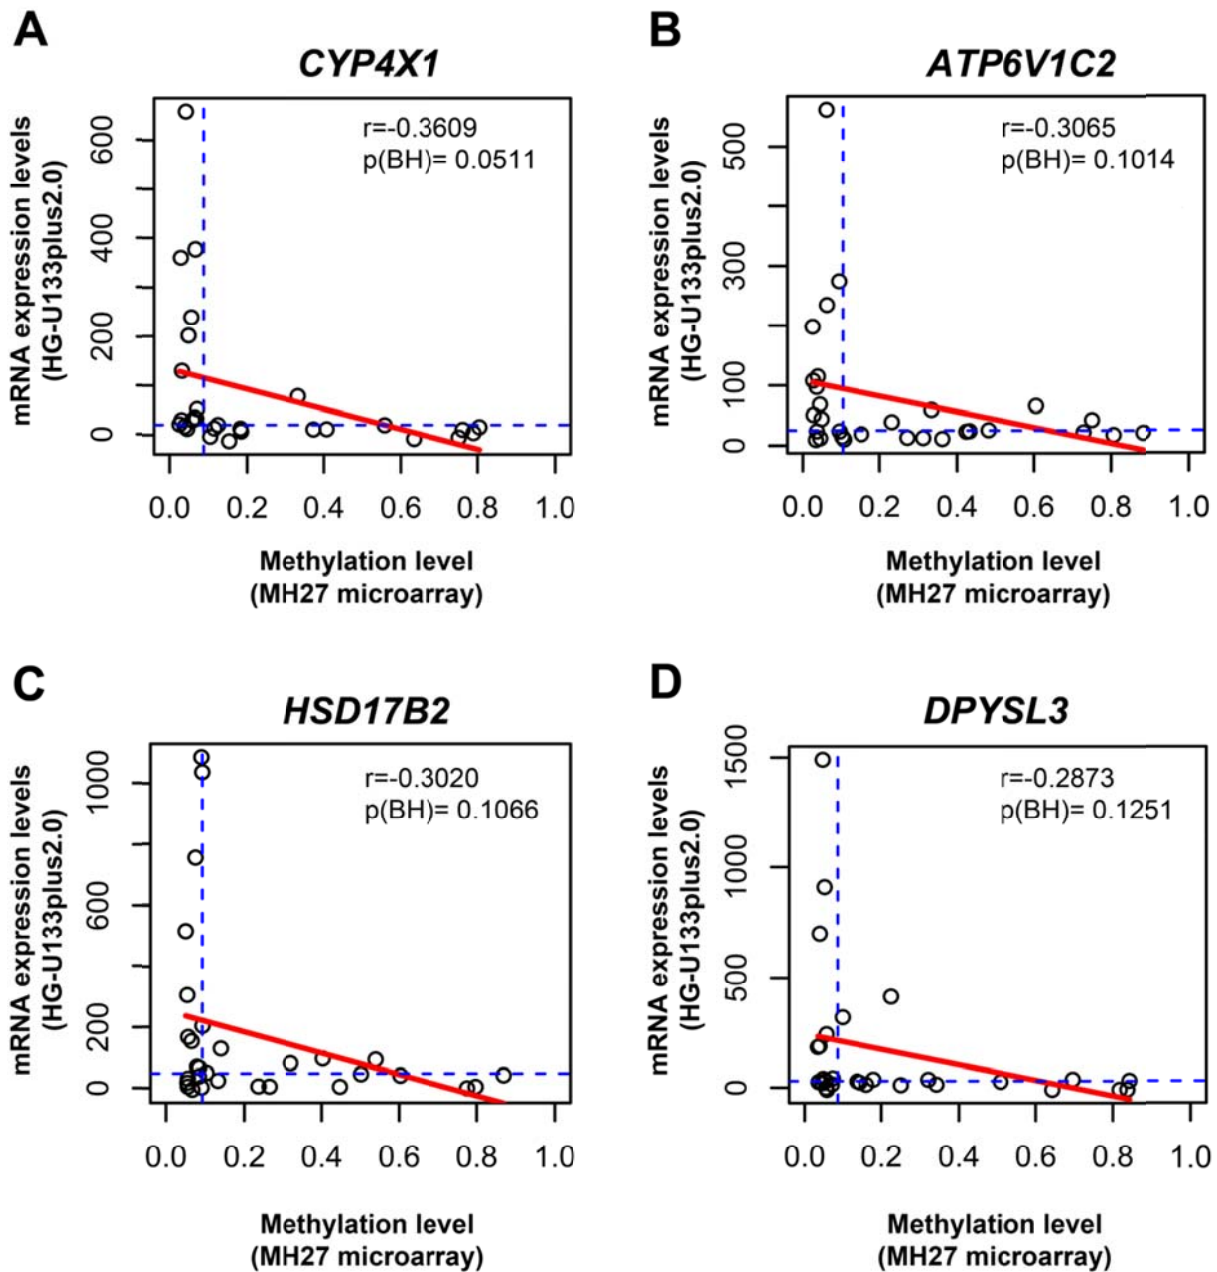 A
CYP4X1
mRNA expression levels
(HG-U133plus2.0)
600
400
200
0
r=-0.3609
p(BH)= 0.0511
0.0 0.2 0.4 0.6 0.8 1.0
Methylation level
(MH27 microarray)
B
ATP6V1C2
mRNA expression levels
(HG-U133plus2.0)
500
300
100
0
r=-0.3065
p(BH)= 0.1014
0.0 0.2 0.4 0.6 0.8 1.0
Methylation level
(MH27 microarray)
C
HSD17B2
mRNA expression levels
(HG-U133plus2.0)
1000
600
200
0
r=-0.3020
p(BH)= 0.1066
0.0 0.2 0.4 0.6 0.8 1.0
Methylation level
(MH27 microarray)
D
DPYSL3
mRNA expression levels
(HG-U133plus2.0)
1500
1000
500
0
r=-0.2873
p(BH)= 0.1251
0.0 0.2 0.4 0.6 0.8 1.0
Methylation level
(MH27 microarray)